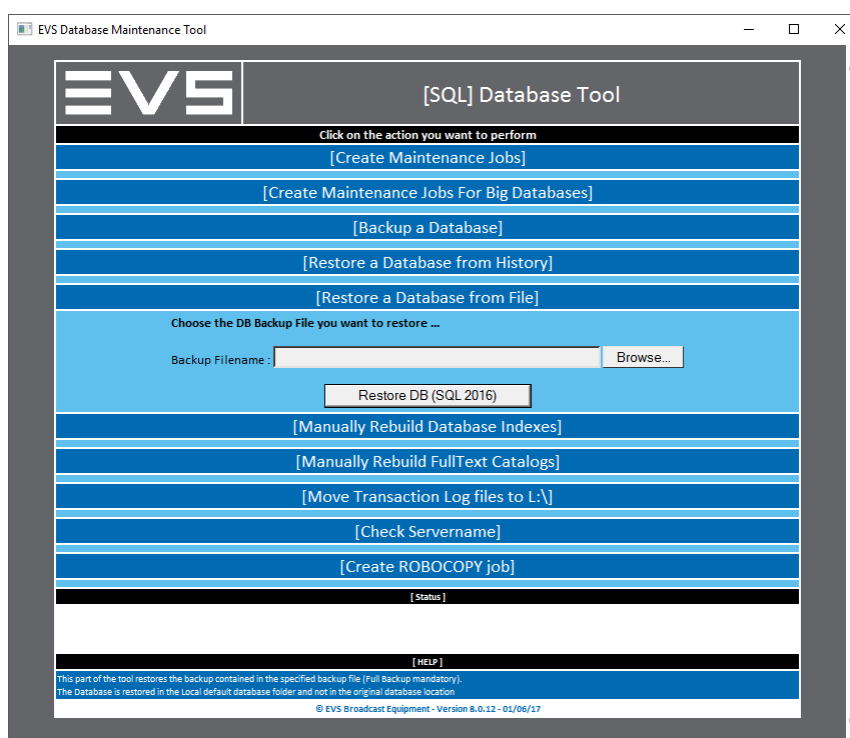 EVS Database Maintenance Tool
EVS
[SQL] Database Tool
Click on the action you want to perform
[Create Maintenance Jobs]
[Create Maintenance Jobs For Big Databases]
[Backup a Database]
[Restore a Database from History]
[Restore a Database from File]
Choose the DB Backup File you want to restore ...
Backup Filename : Browse...
Restore DB (SQL 2016)
[Manually Rebuild Database Indexes]
[Manually Rebuild FullText Catalogs]
[Move Transaction Log files to L:\]
[Check Servername]
[Create ROBOCOPY job]
[ Status ]
[ HELP ]
This part of the tool restores the backup contained in the specified backup file (Full Backup mandatory).
The Database is restored in the Local default database folder and not in the original database location
© EVS Broadcast Equipment - Version 8.0.12 - 01/06/17